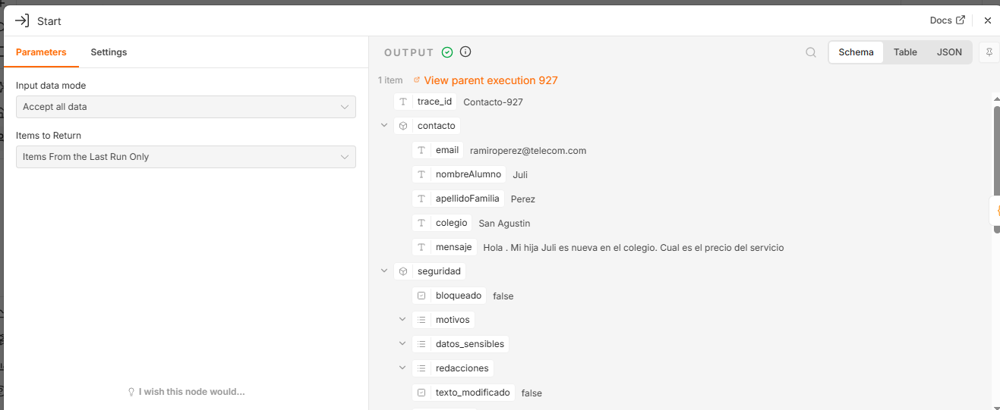 Start
Docs
Parameters
Settings
OUTPUT
Schema
Table
JSON
Input data mode
Accept all data
Items to Return
Items From the Last Run Only
1 item
View parent execution 927
trace_id Contacto-927
contacto
email ramiroperez@telecom.com
nombreAlumno Juli
apellidoFamilia Perez
colegio San Agustin
mensaje Hola . Mi hija Juli es nueva en el colegio. Cual es el precio del servicio
seguridad
bloqueado false
motivos
datos_sensibles
redacciones
texto_modificado false
I wish this node would...